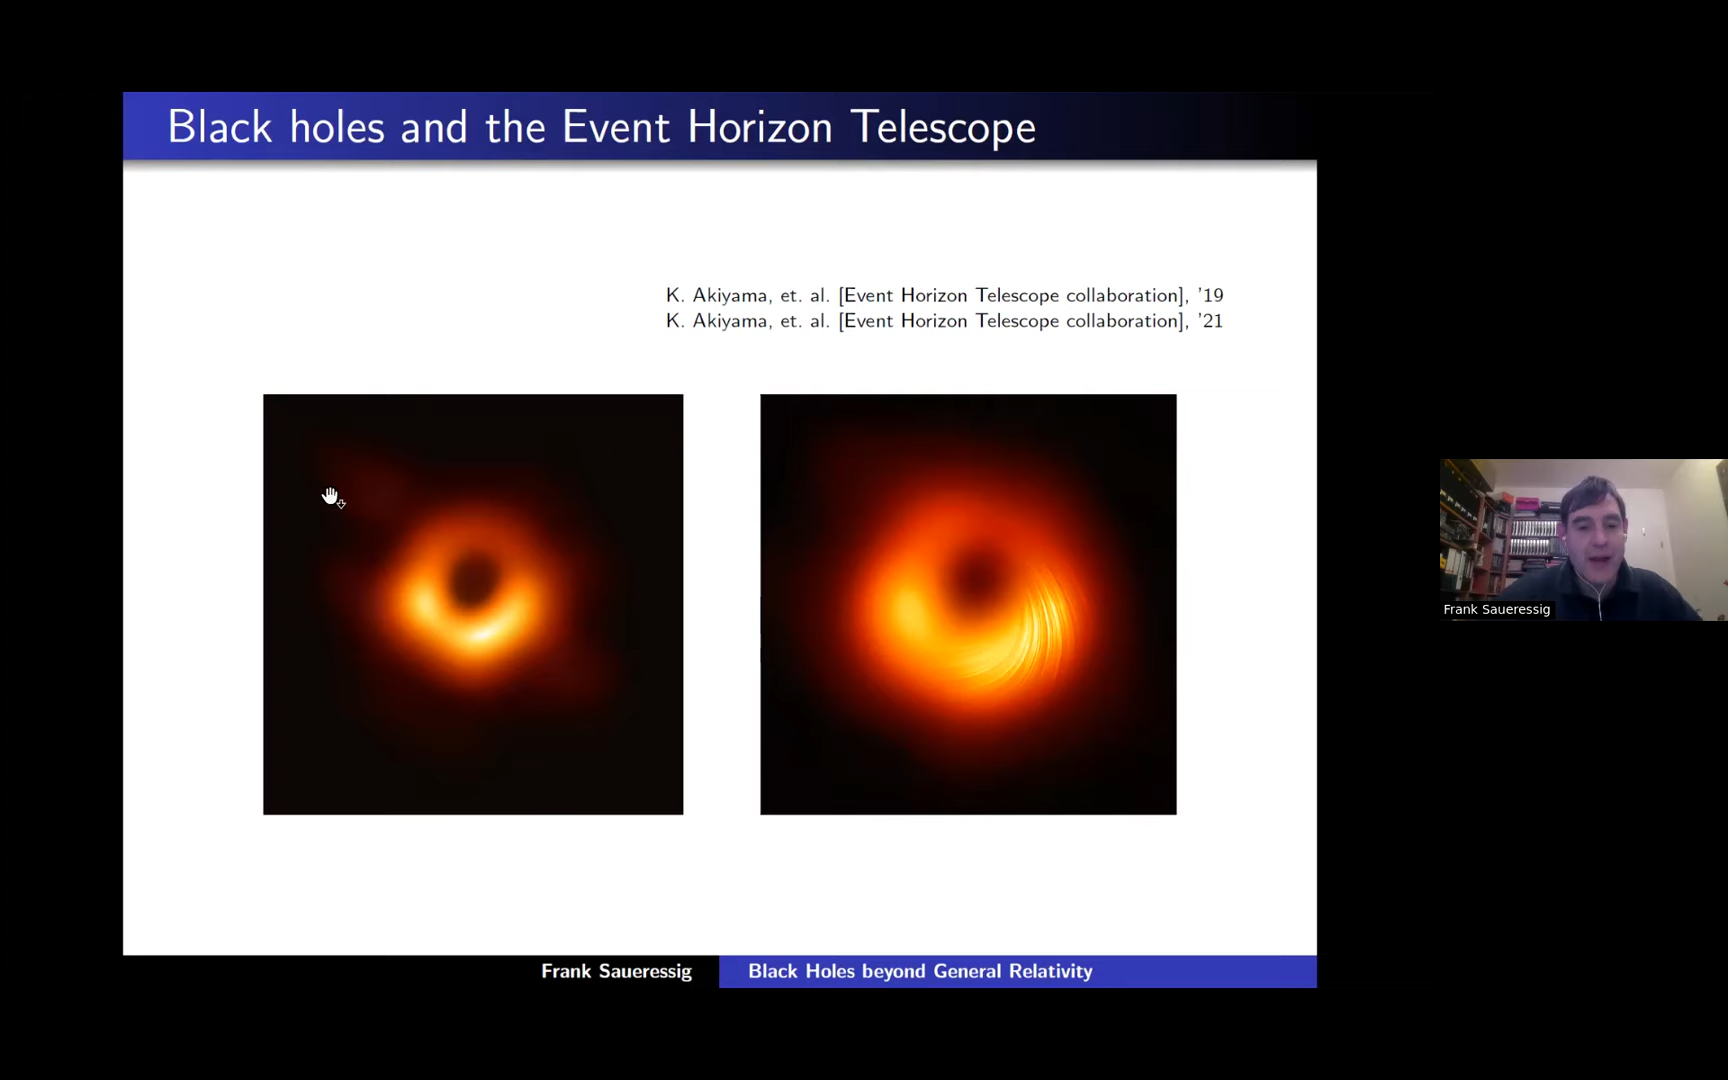 Black holes and the Event Horizon Telescope
K. Akiyama, et. al. [Event Horizon Telescope collaboration], '19
K. Akiyama, et. al. [Event Horizon Telescope collaboration], '21
Frank Saueressig
Frank Saueressig
Black Holes beyond General Relativity